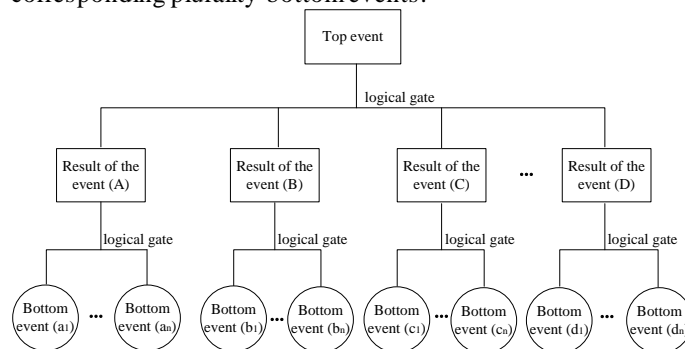 corresponding plurality bottom events.
Top event
logical gate
Result of the
event (A)
Result of the
event (B)
Result of the
event (C)
...
Result of the
event (D)
logical gate
logical gate
logical gate
logical gate
Bottom
event (a1)
...
Bottom
event (an)
Bottom
event (b1)
...
Bottom
event (bn)
Bottom
event (c1)
...
Bottom
event (cn)
Bottom
event (d1)
...
Bottom
event (dn